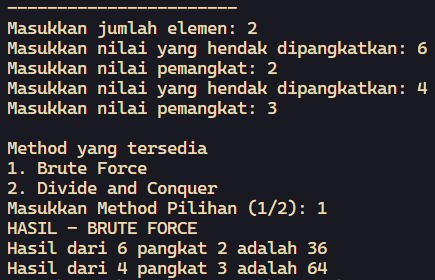 -----------------------
Masukkan jumlah elemen: 2
Masukkan nilai yang hendak dipangkatkan: 6
Masukkan nilai pemangkat: 2
Masukkan nilai yang hendak dipangkatkan: 4
Masukkan nilai pemangkat: 3

Method yang tersedia
1. Brute Force
2. Divide and Conquer
Masukkan Method Pilihan (1/2): 1
HASIL - BRUTE FORCE
Hasil dari 6 pangkat 2 adalah 36
Hasil dari 4 pangkat 3 adalah 64